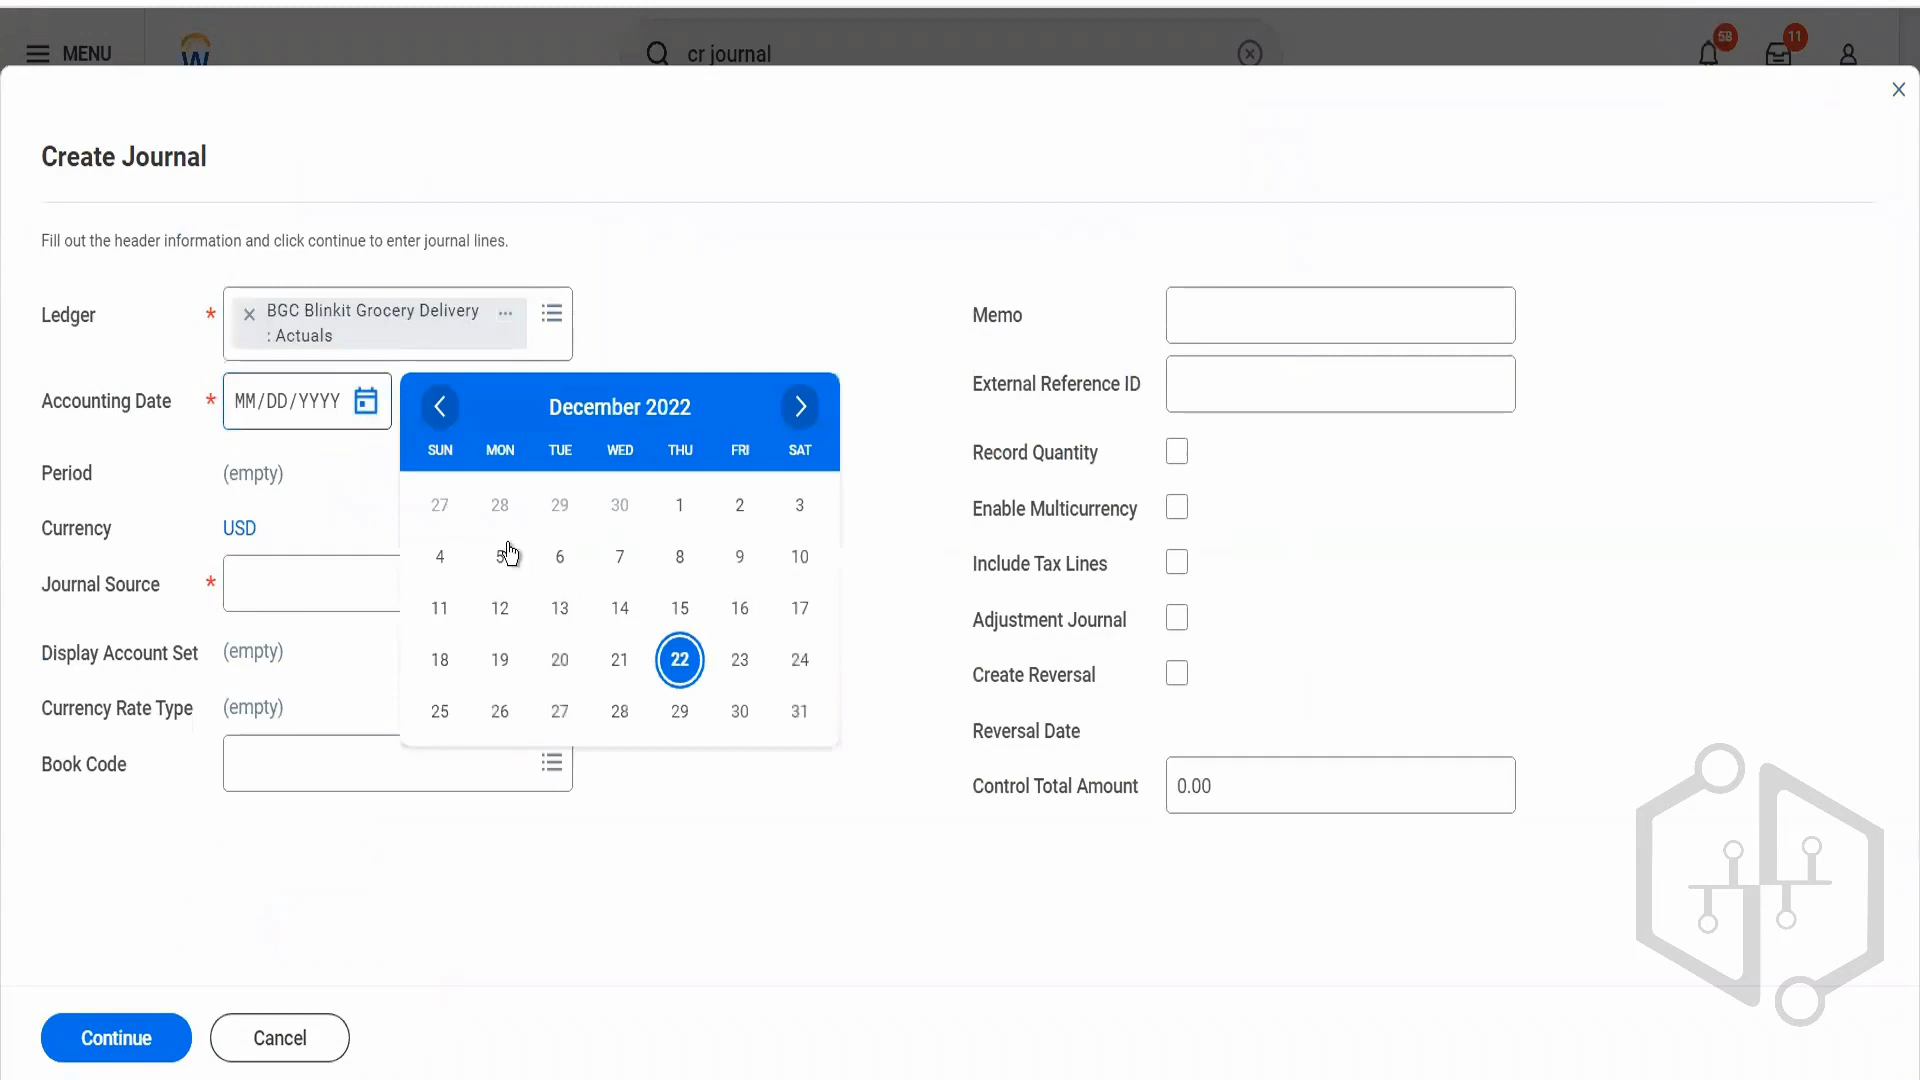 MENU
W
cr journal
58
11
Create Journal
Fill out the header information and click continue to enter journal lines.
Ledger *
BGC Blinkit Grocery Delivery
: Actuals
Accounting Date *
MM/DD/YYYY
December 2022
SUN MON TUE WED THU FRI SAT
27 28 29 30 1 2 3
4 5 6 7 8 9 10
11 12 13 14 15 16 17
18 19 20 21 22 23 24
25 26 27 28 29 30 31
Period (empty)
Currency USD
Journal Source *
Display Account Set (empty)
Currency Rate Type (empty)
Book Code
Memo
External Reference ID
Record Quantity
Enable Multicurrency
Include Tax Lines
Adjustment Journal
Create Reversal
Reversal Date
Control Total Amount 0.00
Continue
Cancel